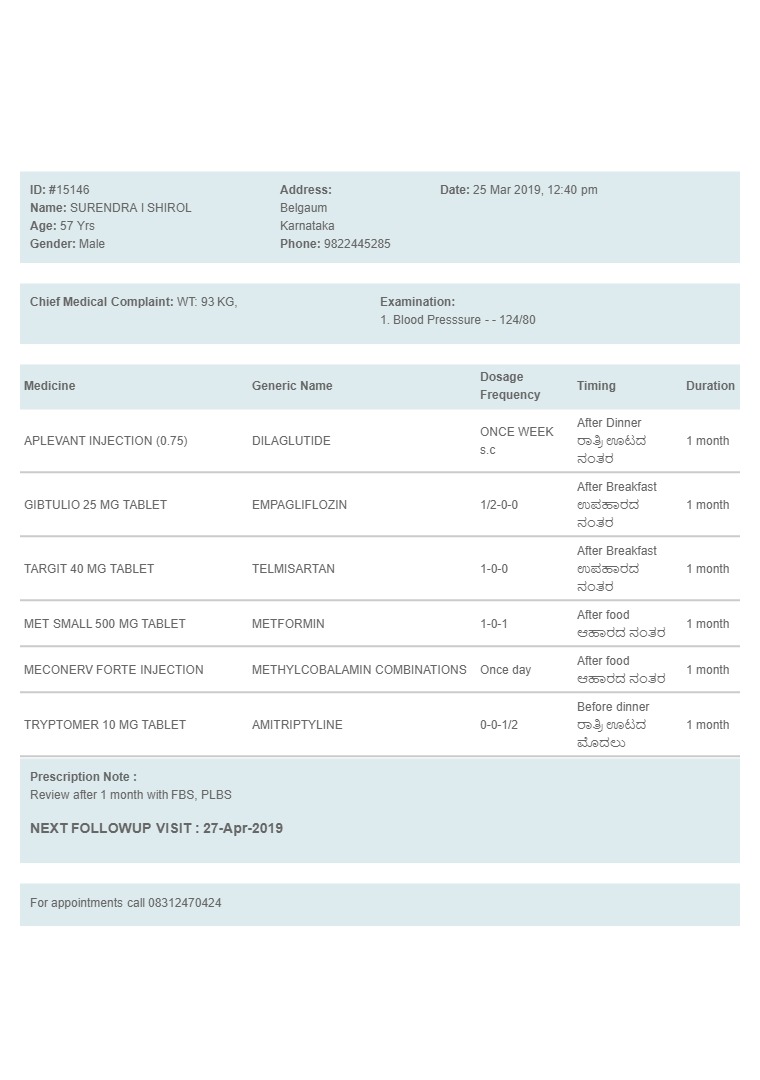 ID: #15146
Name: SURENDRA I SHIROL
Age: 57 Yrs
Gender: Male
Address:
Belgaum
Karnataka
Phone: 9822445285
Date: 25 Mar 2019, 12:40 pm
Chief Medical Complaint: WT: 93 KG,
Examination:
1. Blood Presssure - - 124/80
Medicine Generic Name Dosage Frequency Timing Duration
APLEVANT INJECTION (0.75) DILAGLUTIDE ONCE WEEK s.c After Dinner ರಾತ್ರಿ ಊಟದ ನಂತರ 1 month
GIBTULIO 25 MG TABLET EMPAGLIFLOZIN 1/2-0-0 After Breakfast ಉಪಹಾರದ ನಂತರ 1 month
TARGIT 40 MG TABLET TELMISARTAN 1-0-0 After Breakfast ಉಪಹಾರದ ನಂತರ 1 month
MET SMALL 500 MG TABLET METFORMIN 1-0-1 After food ಆಹಾರದ ನಂತರ 1 month
MECONERV FORTE INJECTION METHYLCOBALAMIN COMBINATIONS Once day After food ಆಹಾರದ ನಂತರ 1 month
TRYPTOMER 10 MG TABLET AMITRIPTYLINE 0-0-1/2 Before dinner ರಾತ್ರಿ ಊಟದ ಮೊದಲು 1 month
Prescription Note :
Review after 1 month with FBS, PLBS
NEXT FOLLOWUP VISIT : 27-Apr-2019
For appointments call 08312470424